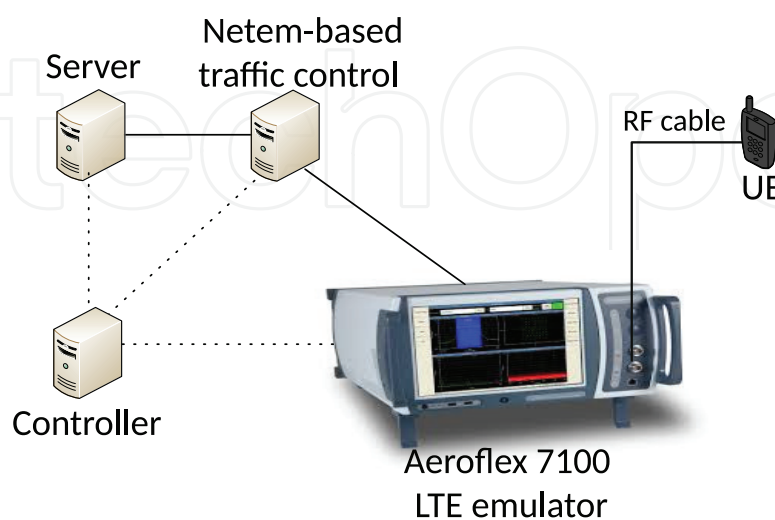 Netem-based
traffic control
Server
RF cable
UE
Controller
Aeroflex 7100
LTE emulator